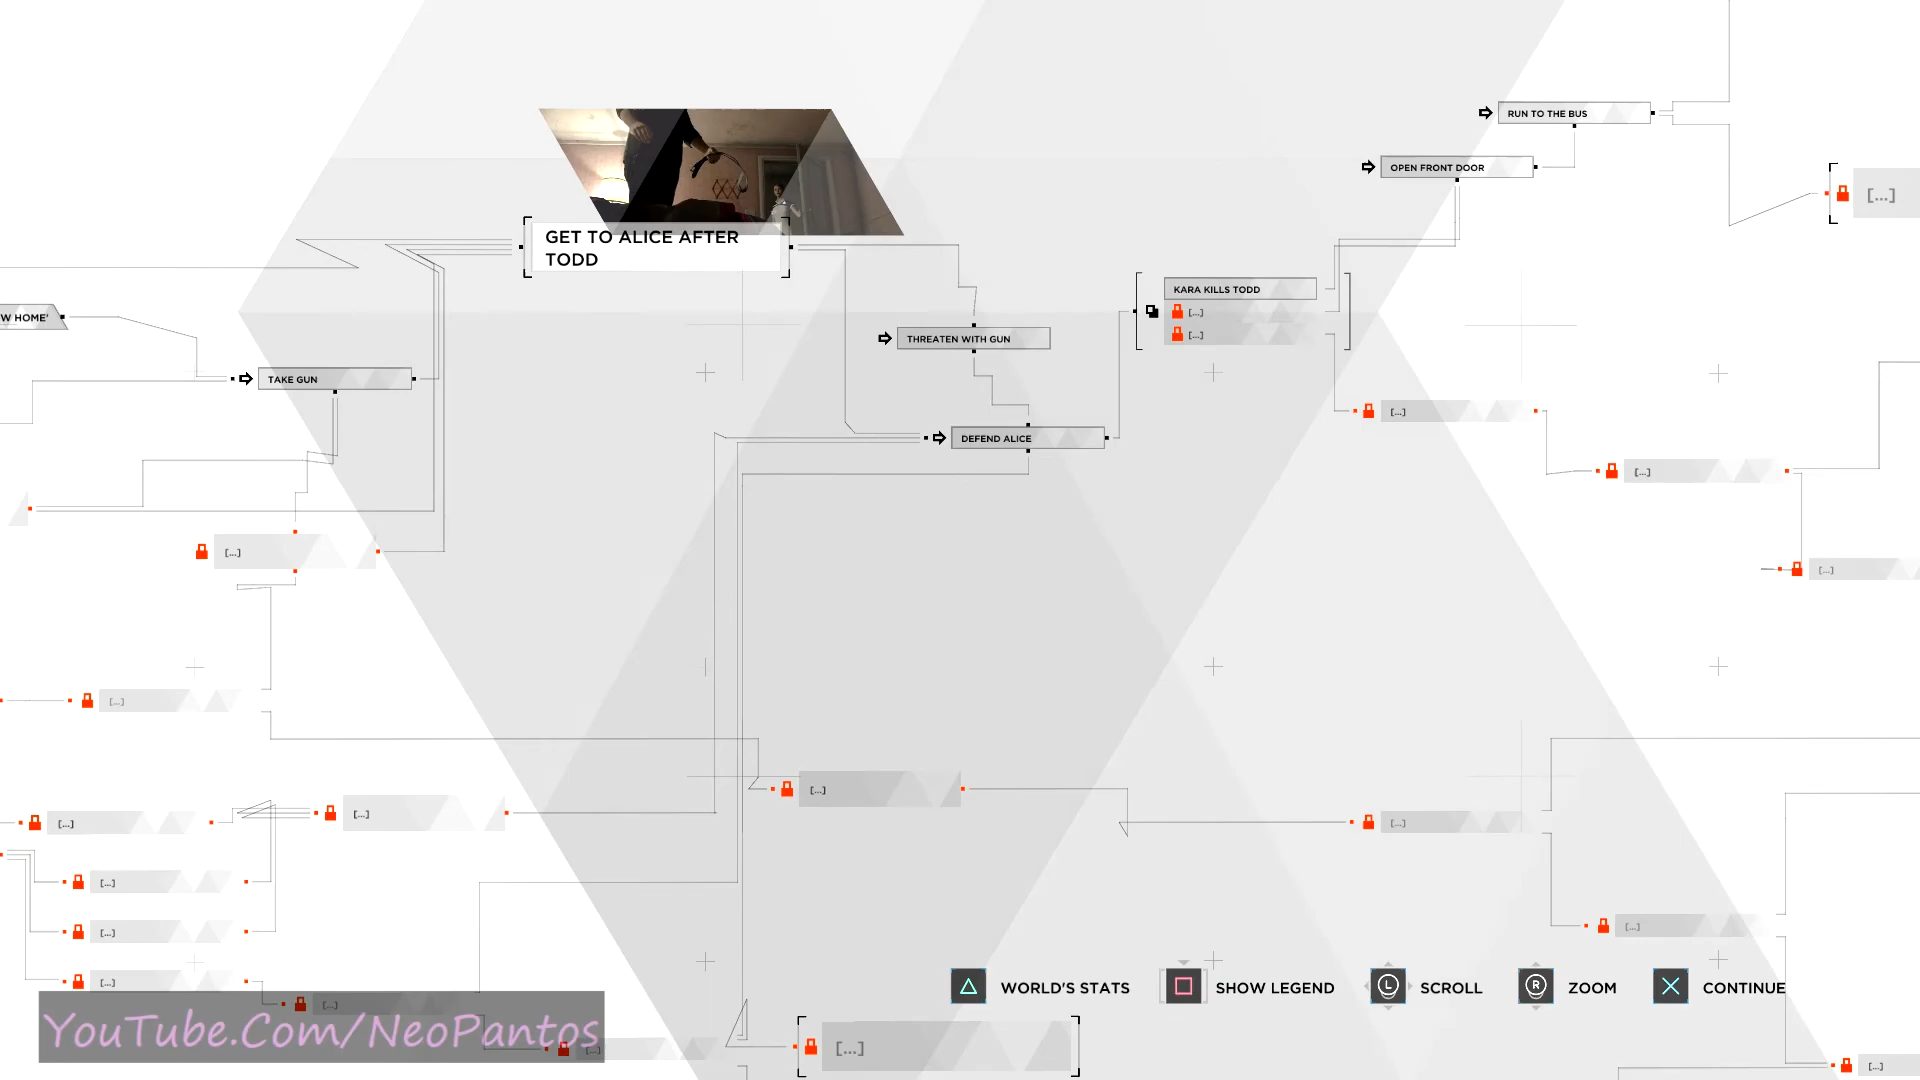 RUN TO THE BUS
OPEN FRONT DOOR
[...]
GET TO ALICE AFTER
TODD
KARA KILLS TODD
[...]
[...]
W HOME'
THREATEN WITH GUN
TAKE GUN
[...]
DEFEND ALICE
[...]
[...]
[...]
[...]
[...]
[...]
[...]
[...]
[...]
[...]
[...]
[...]
WORLD'S STATS
SHOW LEGEND
L
SCROLL
R
ZOOM
CONTINUE
[...]
YouTube.Com/NeoPantos
[...]
[...]
[...]